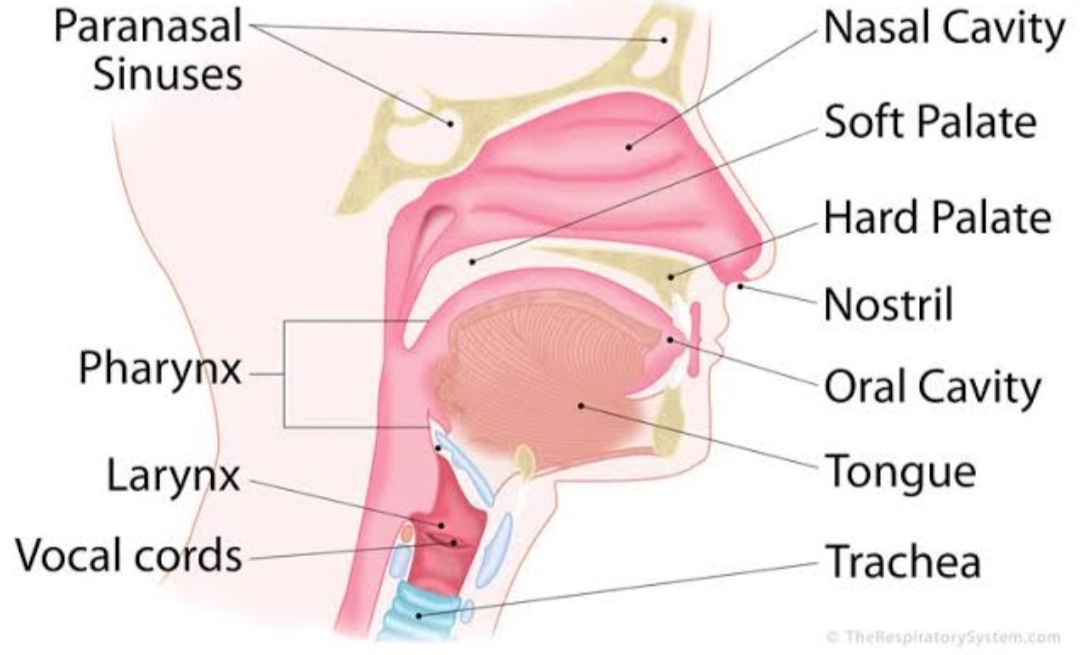 Paranasal
Sinuses
Nasal Cavity
Soft Palate
Hard Palate
Nostril
Pharynx
Oral Cavity
Larynx
Tongue
Vocal cords
Trachea
© TheRespiratorySystem.com